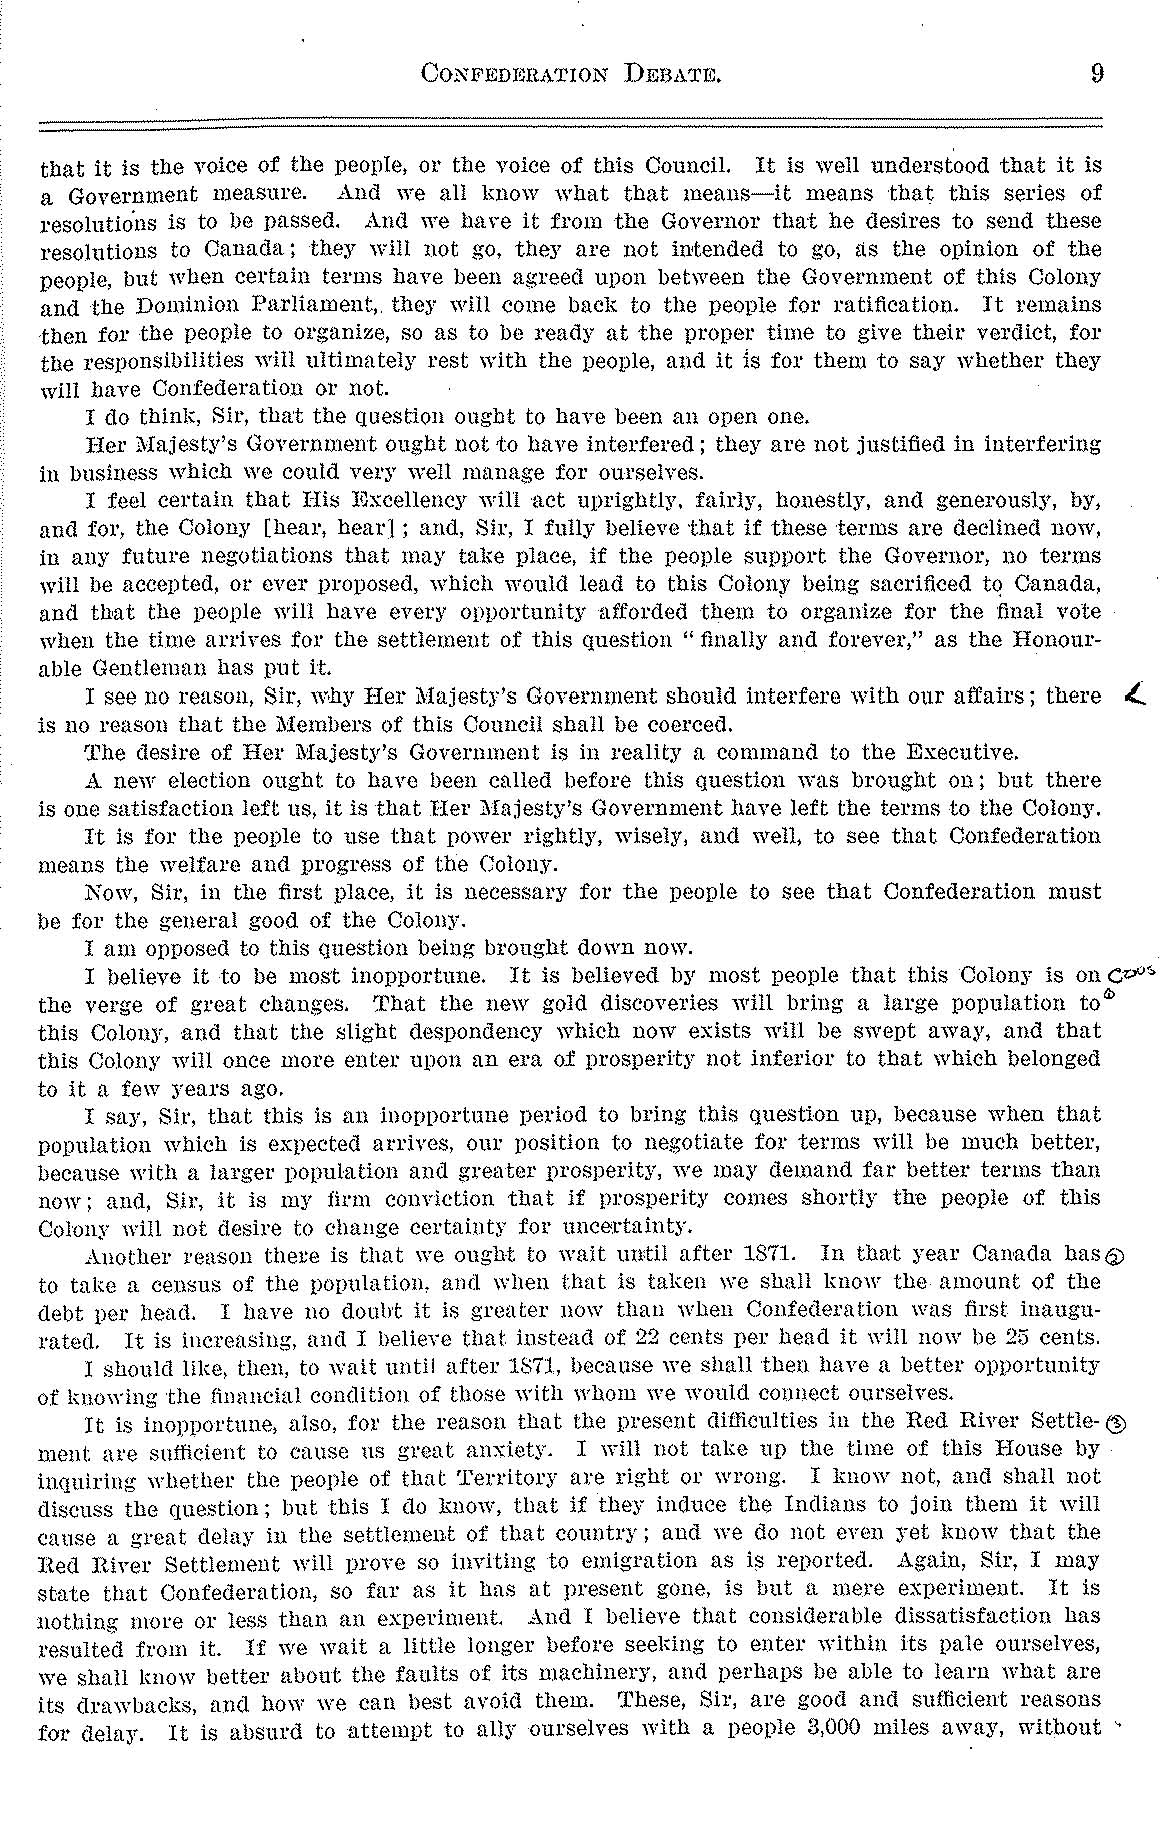 CONFEDERATION DEBATE. 9
that it is the voice of the people, or the voice of this Council. It is well understood that it is
a Government measure. And we all know what that means—it means that this series of
resolutions is to be passed. And we have it from the Governor that he desires to send these
resolutions to Canada; they will not go, they are not intended to go, as the opinion of the
people, but when certain terms have been agreed upon between the Government of this Colony
and the Dominion Parliament, they will come back to the people for ratification. It remains
then for the people to organize, so as to be ready at the proper time to give their verdict, for
the responsibilities will ultimately rest with the people, and it is for them to say whether they
will have Confederation or not.
I do think, Sir, that the question ought to have been an open one.
Her Majesty's Government ought not to have interfered; they are not justified in interfering
in business which we could very well manage for ourselves.
I feel certain that His Excellency will act uprightly, fairly, honestly, and generously, by,
and for, the Colony [hear, hear]; and, Sir, I fully believe that if these terms are declined now,
in any future negotiations that may take place, if the people support the Governor, no terms
will be accepted, or ever proposed, which would lead to this Colony being sacrificed to Canada,
and that the people will have every opportunity afforded them to organize for the final vote
when the time arrives for the settlement of this question "finally and forever," as the Honour-
able Gentleman has put it.
I see no reason, Sir, why Her Majesty's Government should interfere with our affairs; there
is no reason that the Members of this Council shall be coerced.
The desire of Her Majesty's Government is in reality a command to the Executive.
A new election ought to have been called before this question was brought on; but there
is one satisfaction left us, it is that Her Majesty's Government have left the terms to the Colony.
It is for the people to use that power rightly, wisely, and well, to see that Confederation
means the welfare and progress of the Colony.
Now, Sir, in the first place, it is necessary for the people to see that Confederation must
be for the general good of the Colony.
I am opposed to this question being brought down now.
I believe it to be most inopportune. It is believed by most people that this Colony is on
the verge of great changes. That the new gold discoveries will bring a large population to
this Colony, and that the slight despondency which now exists will be swept away, and that
this Colony will once more enter upon an era of prosperity not inferior to that which belonged
to it a few years ago.
I say, Sir, that this is an inopportune period to bring this question up, because when that
population which is expected arrives, our position to negotiate for terms will be much better,
because with a larger population and greater prosperity, we may demand far better terms than
now; and, Sir, it is my firm conviction that if prosperity comes shortly the people of this
Colony will not desire to change certainty for uncertainty.
Another reason there is that we ought to wait until after 1871. In that year Canada has ②
to take a census of the population, and when that is taken we shall know the amount of the
debt per head. I have no doubt it is greater now than when Confederation was first inaugu-
rated. It is increasing, and I believe that instead of 22 cents per head it will now be 25 cents.
I should like, then, to wait until after 1871, because we shall then have a better opportunity
of knowing the financial condition of those with whom we would connect ourselves.
It is inopportune, also, for the reason that the present difficulties in the Red River Settle- ③
ment are sufficient to cause us great anxiety. I will not take up the time of this House by
inquiring whether the people of that Territory are right or wrong. I know not, and shall not
discuss the question; but this I do know, that if they induce the Indians to join them it will
cause a great delay in the settlement of that country; and we do not even yet know that the
Red River Settlement will prove so inviting to emigration as is reported. Again, Sir, I may
state that Confederation, so far as it has at present gone, is but a mere experiment. It is
nothing more or less than an experiment. And I believe that considerable dissatisfaction has
resulted from it. If we wait a little longer before seeking to enter within its pale ourselves,
we shall know better about the faults of its machinery, and perhaps be able to learn what are
its drawbacks, and how we can best avoid them. These, Sir, are good and sufficient reasons
for delay. It is absurd to attempt to ally ourselves with a people 3,000 miles away, without